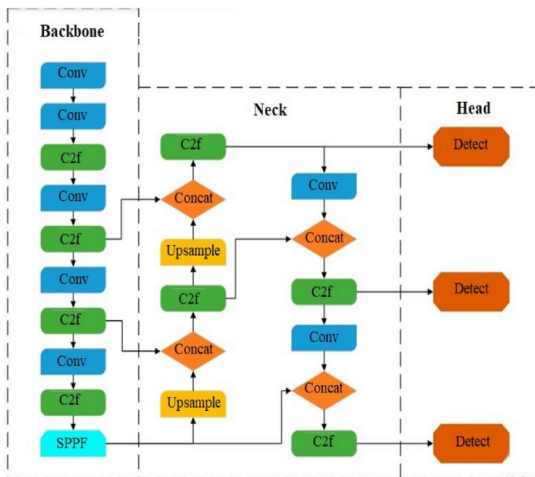 Backbone
Conv
Conv
C2f
Conv
C2f
Conv
C2f
Conv
C2f
SPPF
Neck
C2f
Concat
Upsample
C2f
Concat
Upsample
Conv
Concat
C2f
Conv
Concat
C2f
Head
Detect
Detect
Detect